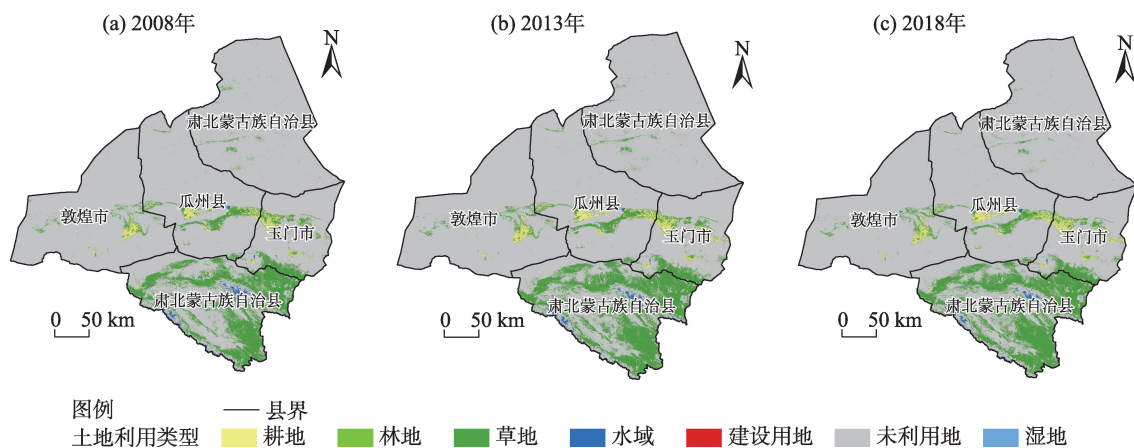 (a) 2008年
N
肃北蒙古族自治县
瓜州县
敦煌市
玉门市
肃北蒙古族自治县
0 50 km
(b) 2013年
N
肃北蒙古族自治县
瓜州县
敦煌市
玉门市
肃北蒙古族自治县
0 50 km
(c) 2018年
N
肃北蒙古族自治县
瓜州县
敦煌市
玉门市
肃北蒙古族自治县
0 50 km
图例
县界
土地利用类型 耕地 林地 草地 水域 建设用地 未利用地 湿地